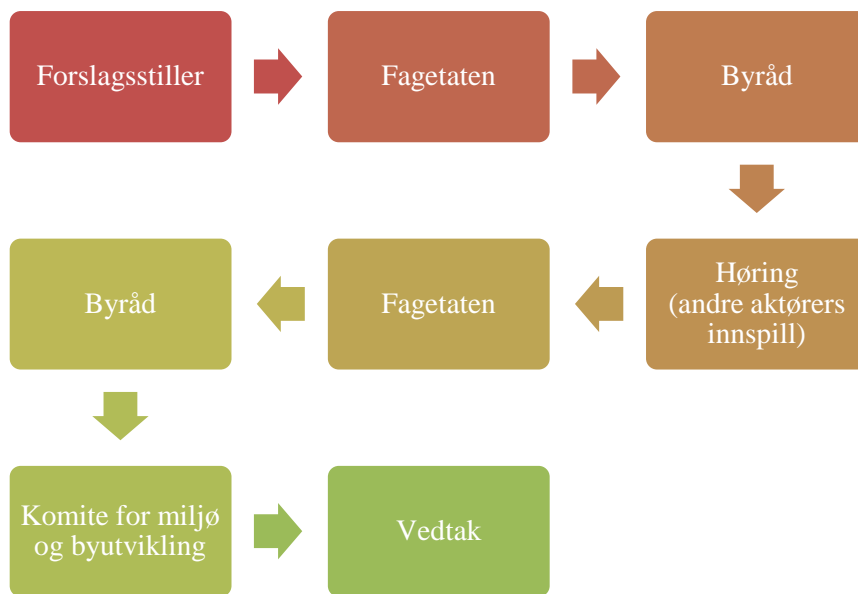 Forslagsstiller
Fagetaten
Byråd
Høring
(andre aktørers
innspill)
Fagetaten
Byråd
Komite for miljø
og byutvikling
Vedtak